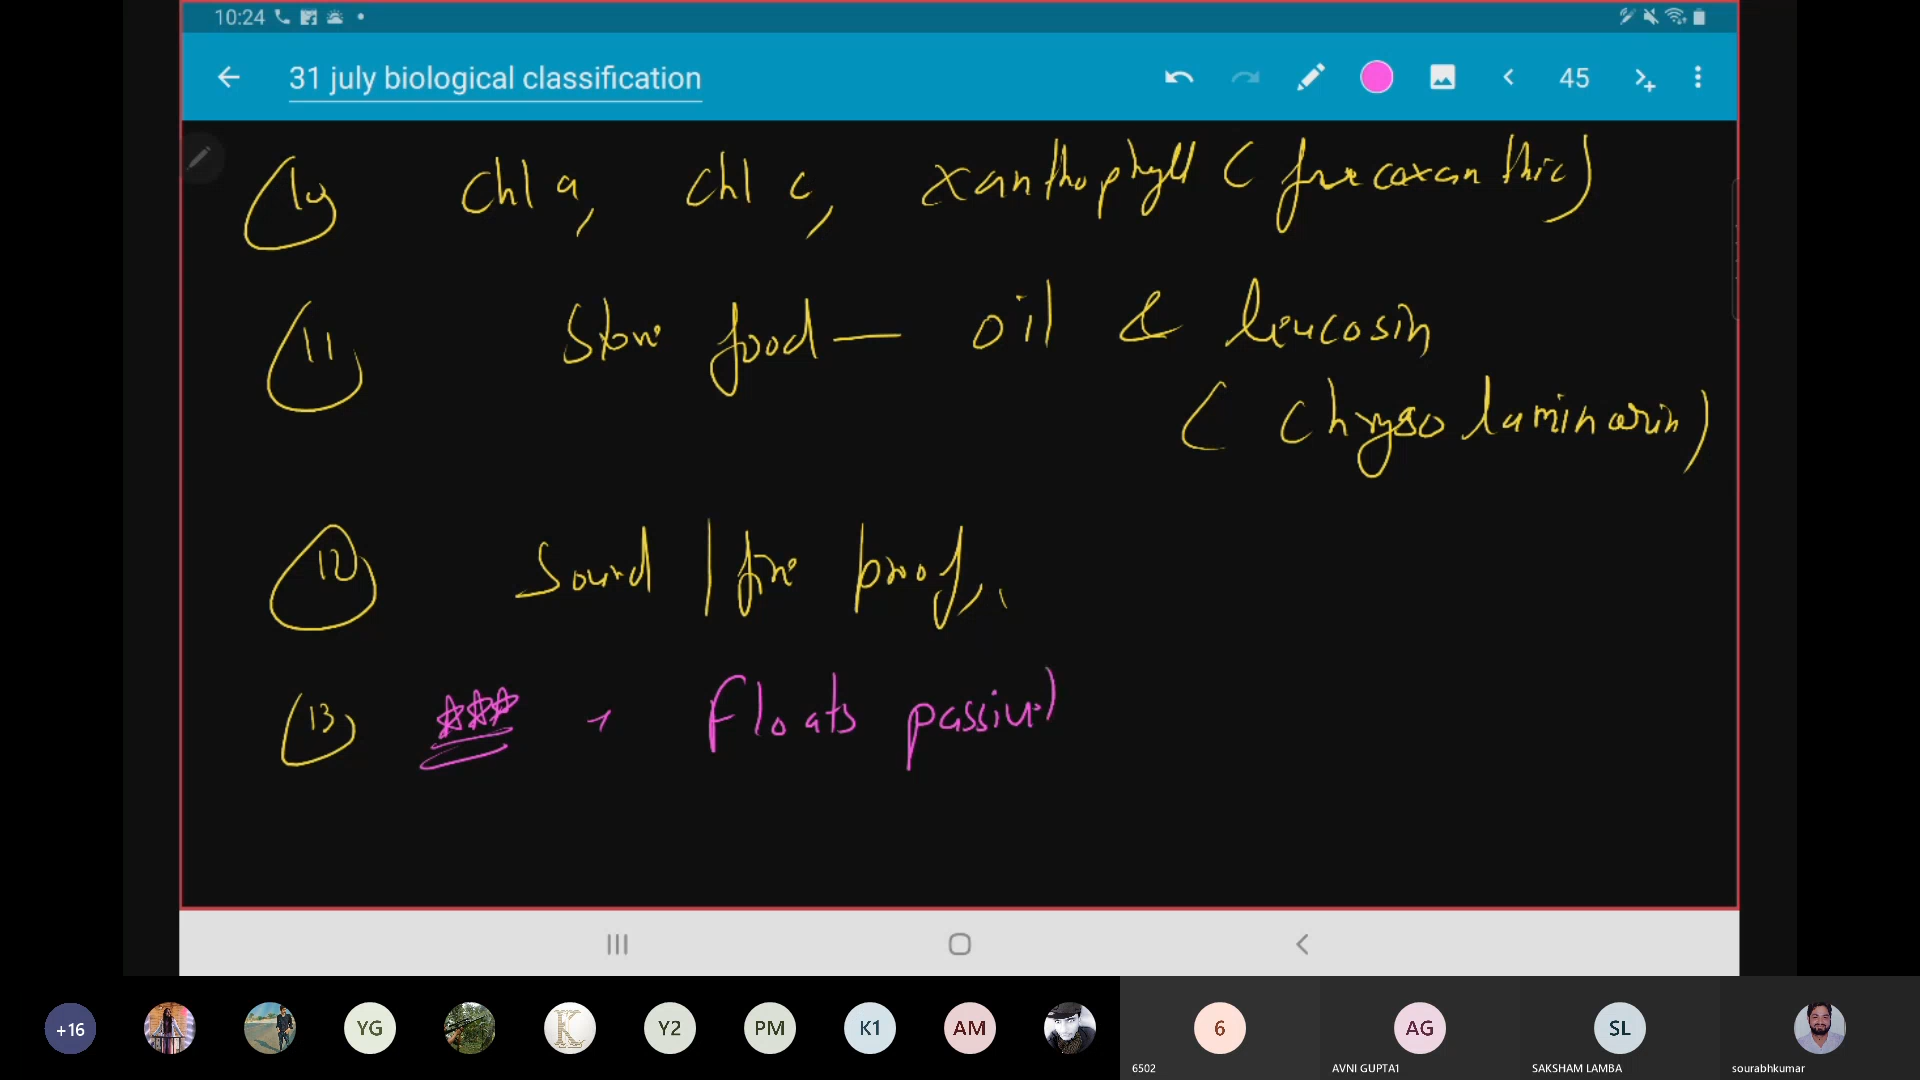 10:24
31 july biological classification
45
10 Chl a, Chl c, xanthophyll (fucoxanthic)
11 Store food — oil & leucosin
(Chrysolaminarin)
12 Sound / fire proof,
13 Floats passivel
+16 YG K Y2 PM K1 AM 6 AG SL
6502 AVNI GUPTA1 SAKSHAM LAMBA sourabhkumar